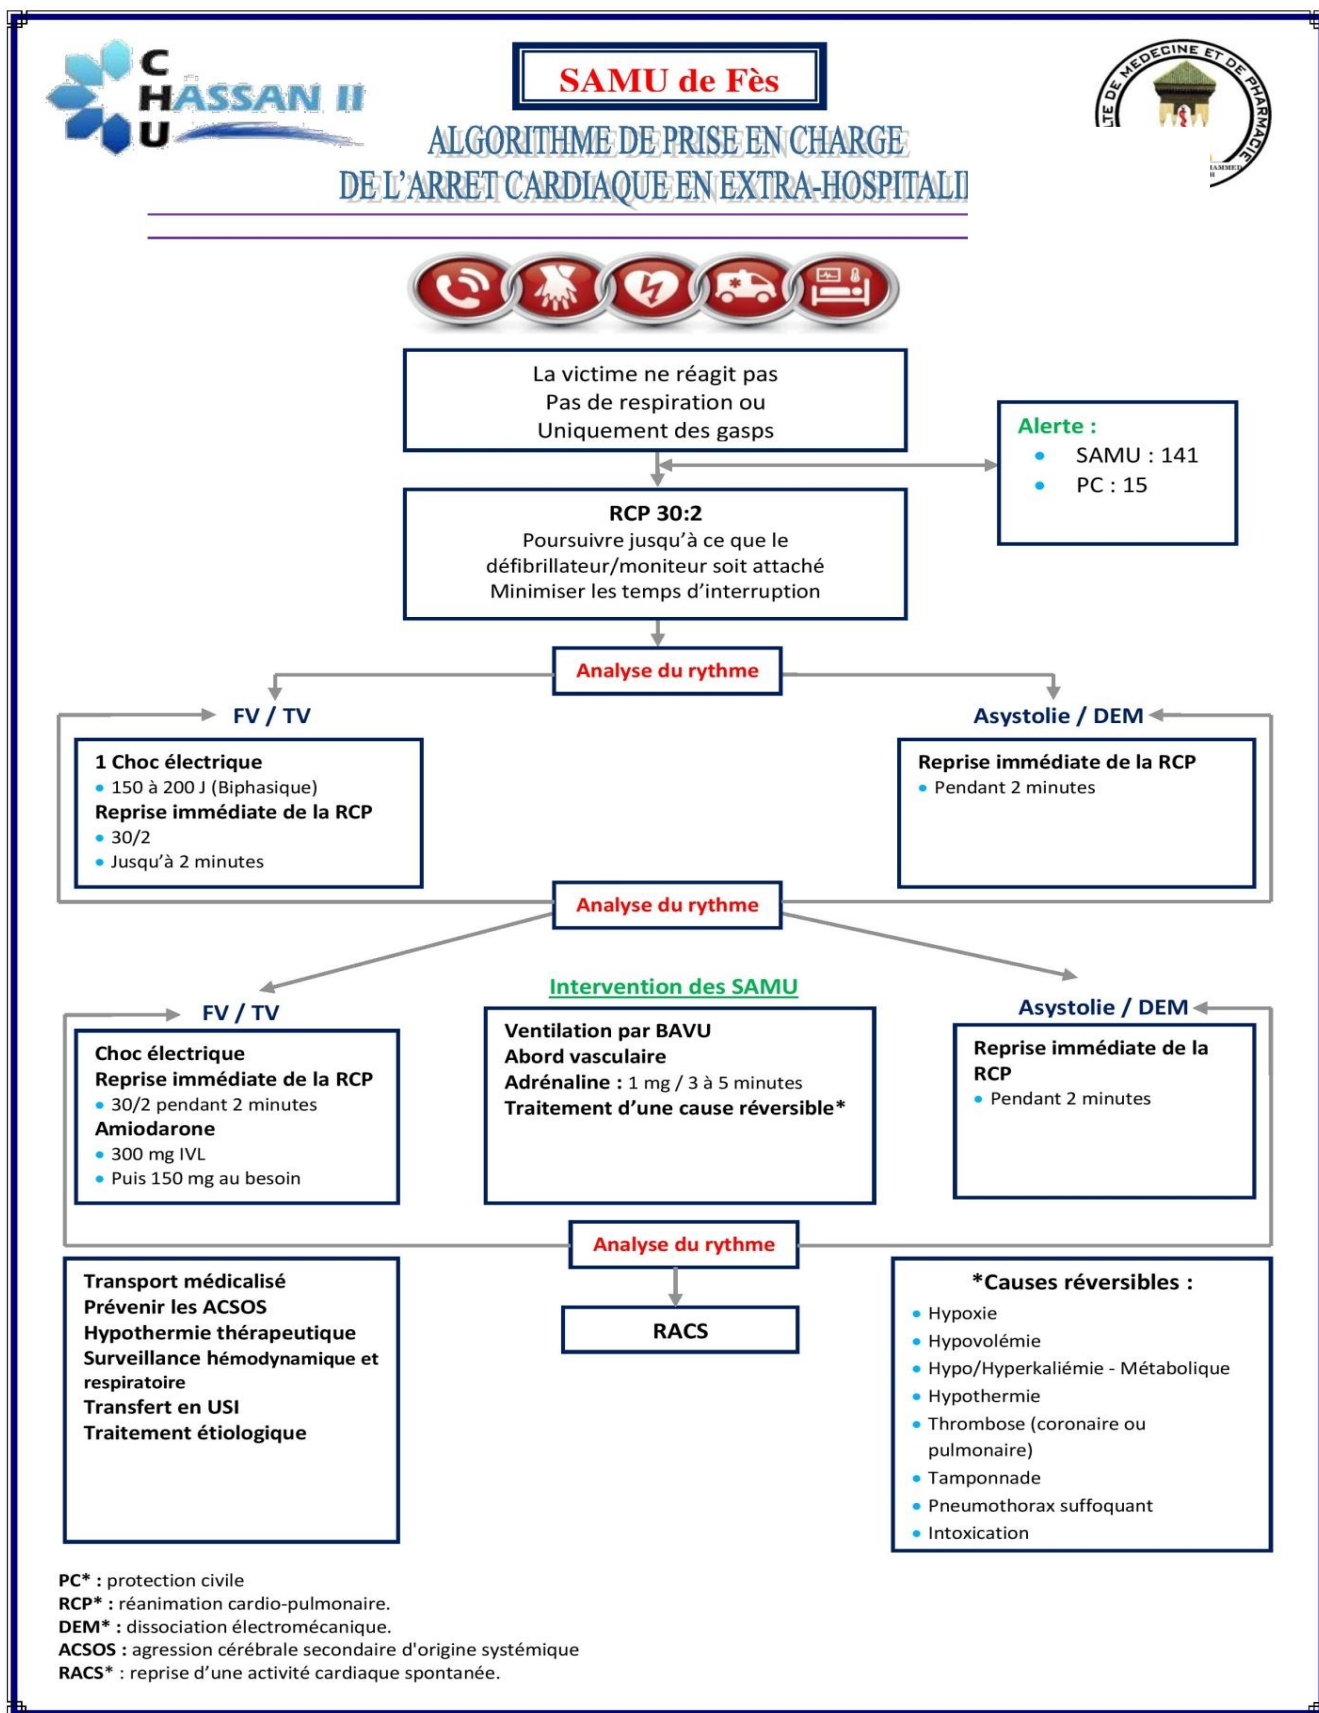 CHU
HASSAN II
SAMU de Fès
DE MEDECINE ET DE PHARMACIE
ALGORITHME DE PRISE EN CHARGE
DE L'ARRET CARDIAQUE EN EXTRA-HOSPITALI
La victime ne réagit pas
Pas de respiration ou
Uniquement des gasps
Alerte :
• SAMU : 141
• PC : 15
RCP 30:2
Poursuivre jusqu'à ce que le
défibrillateur/moniteur soit attaché
Minimiser les temps d'interruption
Analyse du rythme
FV / TV
1 Choc électrique
• 150 à 200 J (Biphasique)
Reprise immédiate de la RCP
• 30/2
• Jusqu'à 2 minutes
Asystolie / DEM
Reprise immédiate de la RCP
• Pendant 2 minutes
Analyse du rythme
FV / TV
Choc électrique
Reprise immédiate de la RCP
• 30/2 pendant 2 minutes
Amiodarone
• 300 mg IVL
• Puis 150 mg au besoin
Intervention des SAMU
Ventilation par BAVU
Abord vasculaire
Adrénaline : 1 mg / 3 à 5 minutes
Traitement d'une cause réversible*
Asystolie / DEM
Reprise immédiate de la
RCP
• Pendant 2 minutes
Analyse du rythme
RACS
Transport médicalisé
Prévenir les ACSOS
Hypothermie thérapeutique
Surveillance hémodynamique et
respiratoire
Transfert en USI
Traitement étiologique
*Causes réversibles :
• Hypoxie
• Hypovolémie
• Hypo/Hyperkaliémie - Métabolique
• Hypothermie
• Thrombose (coronaire ou
pulmonaire)
• Tamponnade
• Pneumothorax suffoquant
• Intoxication
PC* : protection civile
RCP* : réanimation cardio-pulmonaire.
DEM* : dissociation électromécanique.
ACSOS : agression cérébrale secondaire d'origine systémique
RACS* : reprise d'une activité cardiaque spontanée.